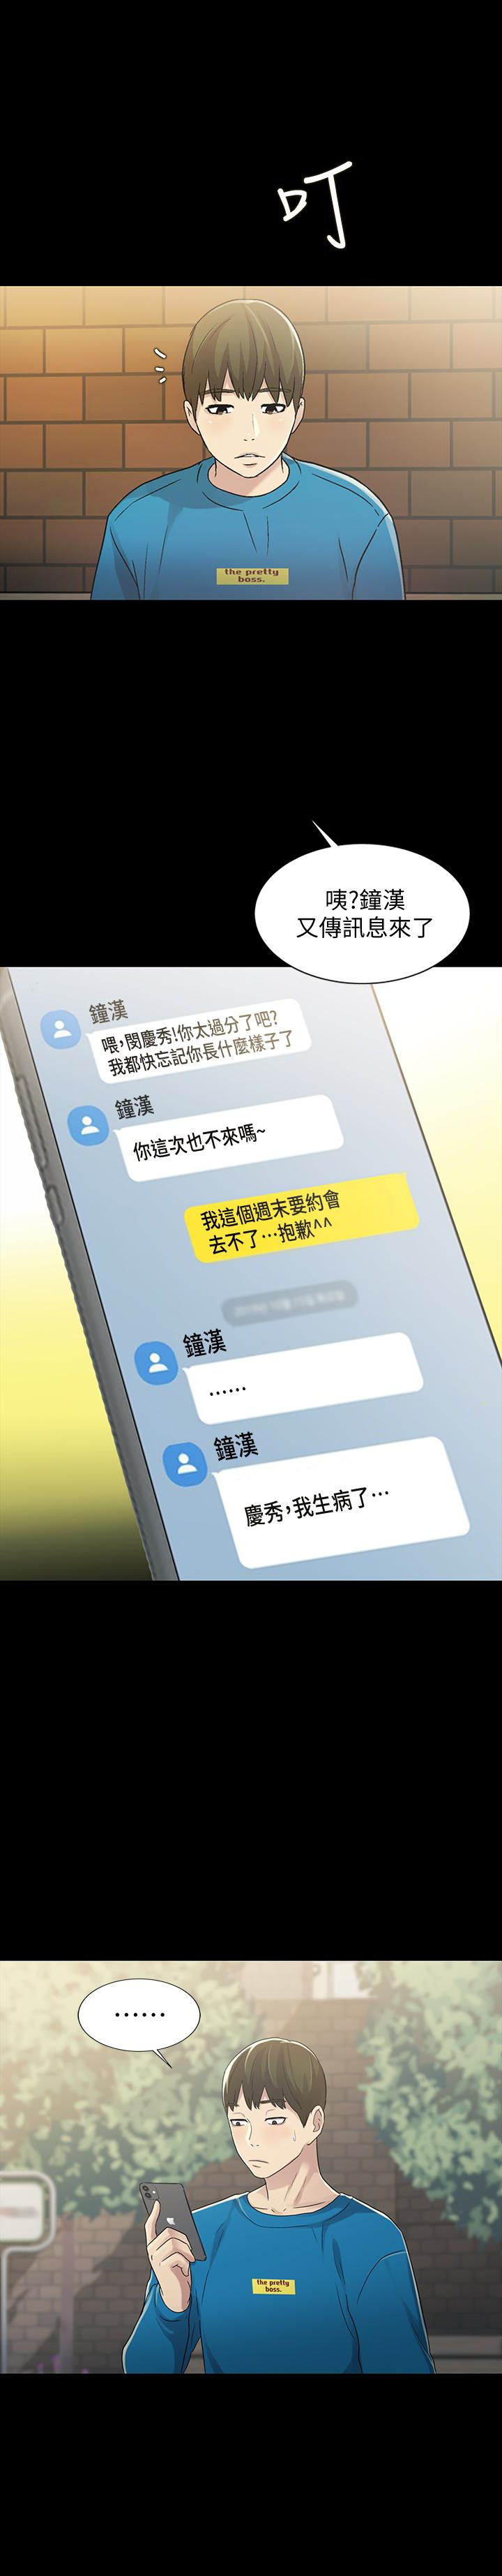 叮
the pretty
boss.
咦?鐘漢
又傳訊息來了
鐘漢
喂,閔慶秀!你太過分了吧?
我都快忘記你長什麼樣子了
鐘漢
你這次也不來嗎~
我這個週末要約會
去不了…抱歉^^
鐘漢
……
鐘漢
慶秀,我生病了…
……
the pretty
boss.